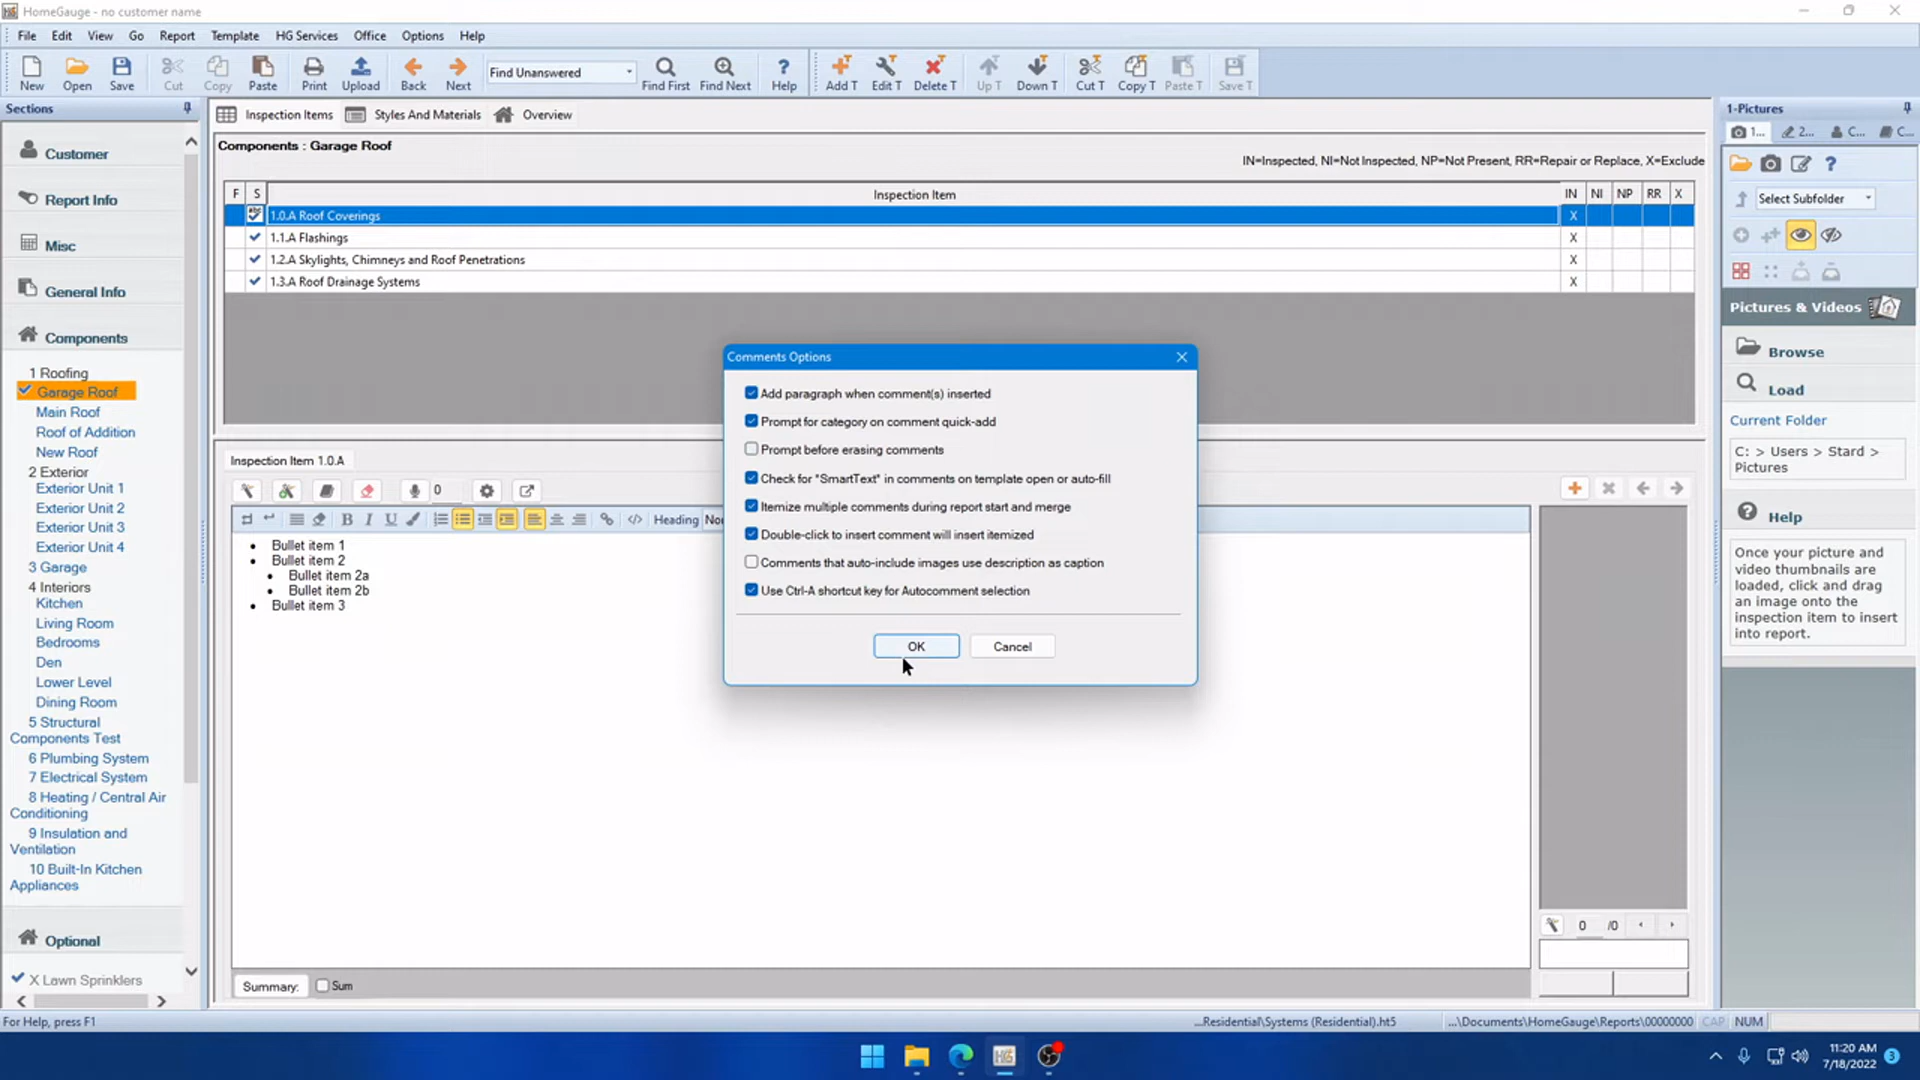 HomeGauge - no customer name
File Edit View Go Report Template HG Services Office Options Help
New Open Save Cut Copy Paste Print Upload Back Next Find Unanswered Find First Find Next Help Add T Edit T Delete T Up T Down T Cut T Copy T Paste T Save T
Sections
Customer
Report Info
Misc
General Info
Components
1 Roofing
Garage Roof
Main Roof
Roof of Addition
New Roof
2 Exterior
Exterior Unit 1
Exterior Unit 2
Exterior Unit 3
Exterior Unit 4
3 Garage
4 Interiors
Kitchen
Living Room
Bedrooms
Den
Lower Level
Dining Room
5 Structural
Components Test
6 Plumbing System
7 Electrical System
8 Heating / Central Air
Conditioning
9 Insulation and
Ventilation
10 Built-In Kitchen
Appliances
Optional
X Lawn Sprinklers
Inspection Items Styles And Materials Overview
Components : Garage Roof
IN=Inspected, NI=Not Inspected, NP=Not Present, RR=Repair or Replace, X=Exclude
F S Inspection Item IN NI NP RR X
1.0.A Roof Coverings X
1.1.A Flashings X
1.2.A Skylights, Chimneys and Roof Penetrations X
1.3.A Roof Drainage Systems X
Comments Options
Add paragraph when comment(s) inserted
Prompt for category on comment quick-add
Prompt before erasing comments
Check for "SmartText" in comments on template open or auto-fill
Itemize multiple comments during report start and merge
Double-click to insert comment will insert itemized
Comments that auto-include images use description as caption
Use Ctrl-A shortcut key for Autocomment selection
OK Cancel
Inspection Item 1.0.A
0
B I U Heading Nor
• Bullet item 1
• Bullet item 2
• Bullet item 2a
• Bullet item 2b
• Bullet item 3
0 /0
Summary: Sum
1-Pictures
1... 2... C... C...
Select Subfolder
Pictures & Videos
Browse
Load
Current Folder
C: > Users > Stard >
Pictures
Help
Once your picture and
video thumbnails are
loaded, click and drag
an image onto the
inspection item to insert
into report.
For Help, press F1
...Residential\Systems (Residential).ht5 ...\Documents\HomeGauge\Reports\00000000 CAP NUM
11:20 AM
7/18/2022
3